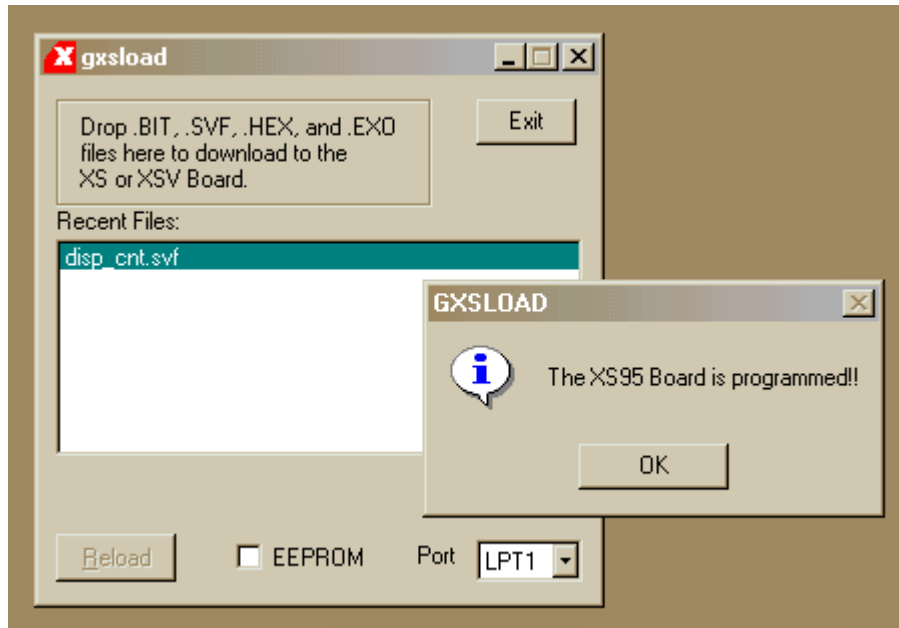 X gxsload
Drop .BIT, .SVF, .HEX, and .EXO
files here to download to the
XS or XSV Board.
Exit
Recent Files:
disp_cnt.svf
GXSLOAD
i
The XS95 Board is programmed!!
OK
Reload
EEPROM
Port
LPT1